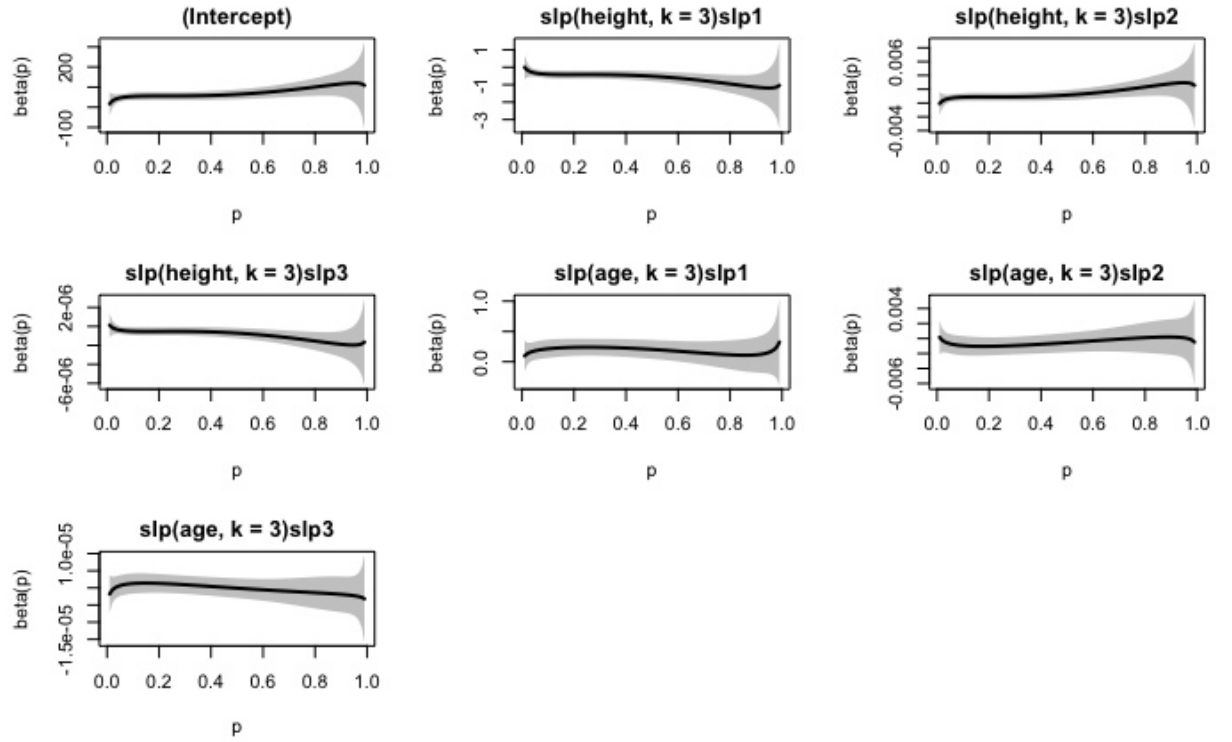 (Intercept)
slp(height, k = 3)slp1
slp(height, k = 3)slp2
beta(p)
-100
200
0.0 0.2 0.4 0.6 0.8 1.0
p
beta(p)
-3
-1
1
0.0 0.2 0.4 0.6 0.8 1.0
p
beta(p)
-0.004
0.006
0.0 0.2 0.4 0.6 0.8 1.0
p
slp(height, k = 3)slp3
slp(age, k = 3)slp1
slp(age, k = 3)slp2
beta(p)
-6e-06
2e-06
0.0 0.2 0.4 0.6 0.8 1.0
p
beta(p)
0.0
1.0
0.0 0.2 0.4 0.6 0.8 1.0
p
beta(p)
-0.006
0.004
0.0 0.2 0.4 0.6 0.8 1.0
p
slp(age, k = 3)slp3
beta(p)
-1.5e-05
1.0e-05
0.0 0.2 0.4 0.6 0.8 1.0
p